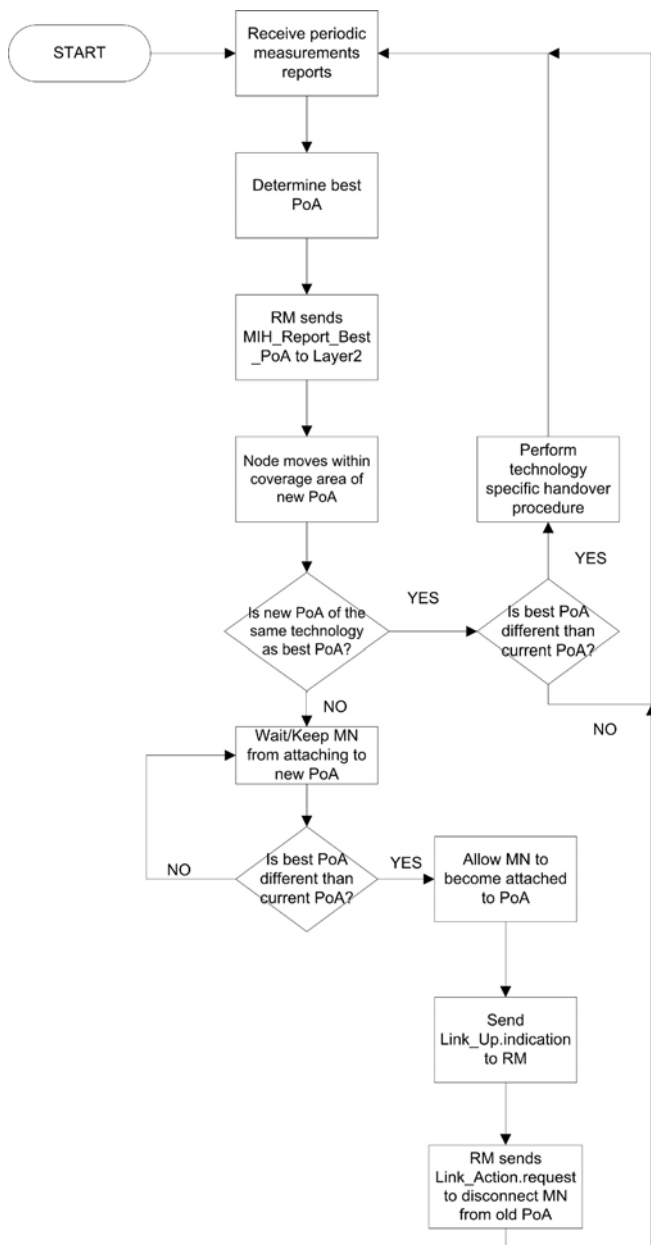 START
Receive periodic
measurements
reports
Determine best
PoA
RM sends
MIH_Report_Best
_PoA to Layer2
Node moves within
coverage area of
new PoA
Perform
technology
specific handover
procedure
YES
Is new PoA of the
same technology
as best PoA?
YES
Is best PoA
different than
current PoA?
NO
NO
Wait/Keep MN
from attaching to
new PoA
Is best PoA
different than
current PoA?
NO
YES
Allow MN to
become attached
to PoA
Send
Link_Up.indication
to RM
RM sends
Link_Action.request
to disconnect MN
from old PoA